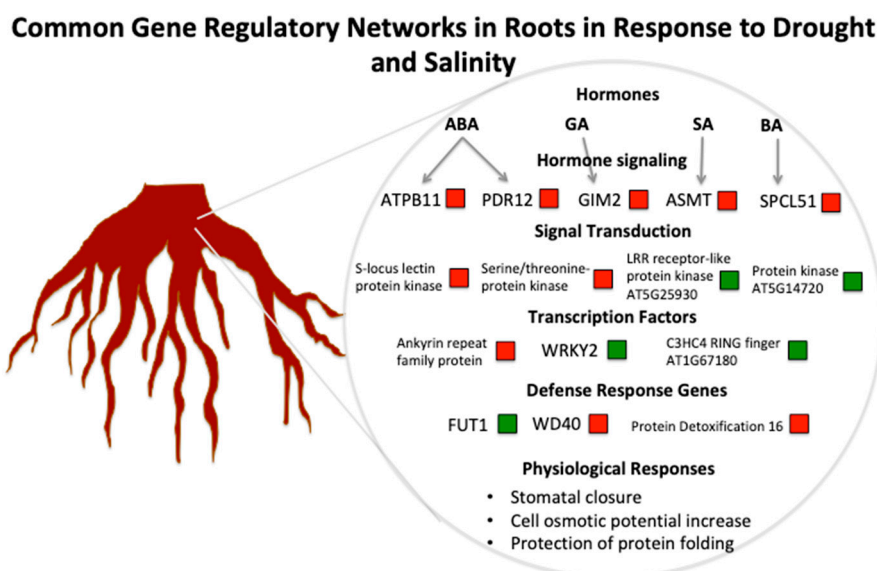 Common Gene Regulatory Networks in Roots in Response to Drought
and Salinity
Hormones
ABA GA SA BA
Hormone signaling
ATPB11 PDR12 GIM2 ASMT SPCL51
Signal Transduction
S-locus lectin
protein kinase
Serine/threonine-
protein kinase
LRR receptor-like
protein kinase
AT5G25930
Protein kinase
AT5G14720
Transcription Factors
Ankyrin repeat
family protein
WRKY2
C3HC4 RING finger
AT1G67180
Defense Response Genes
FUT1 WD40 Protein Detoxification 16
Physiological Responses
• Stomatal closure
• Cell osmotic potential increase
• Protection of protein folding